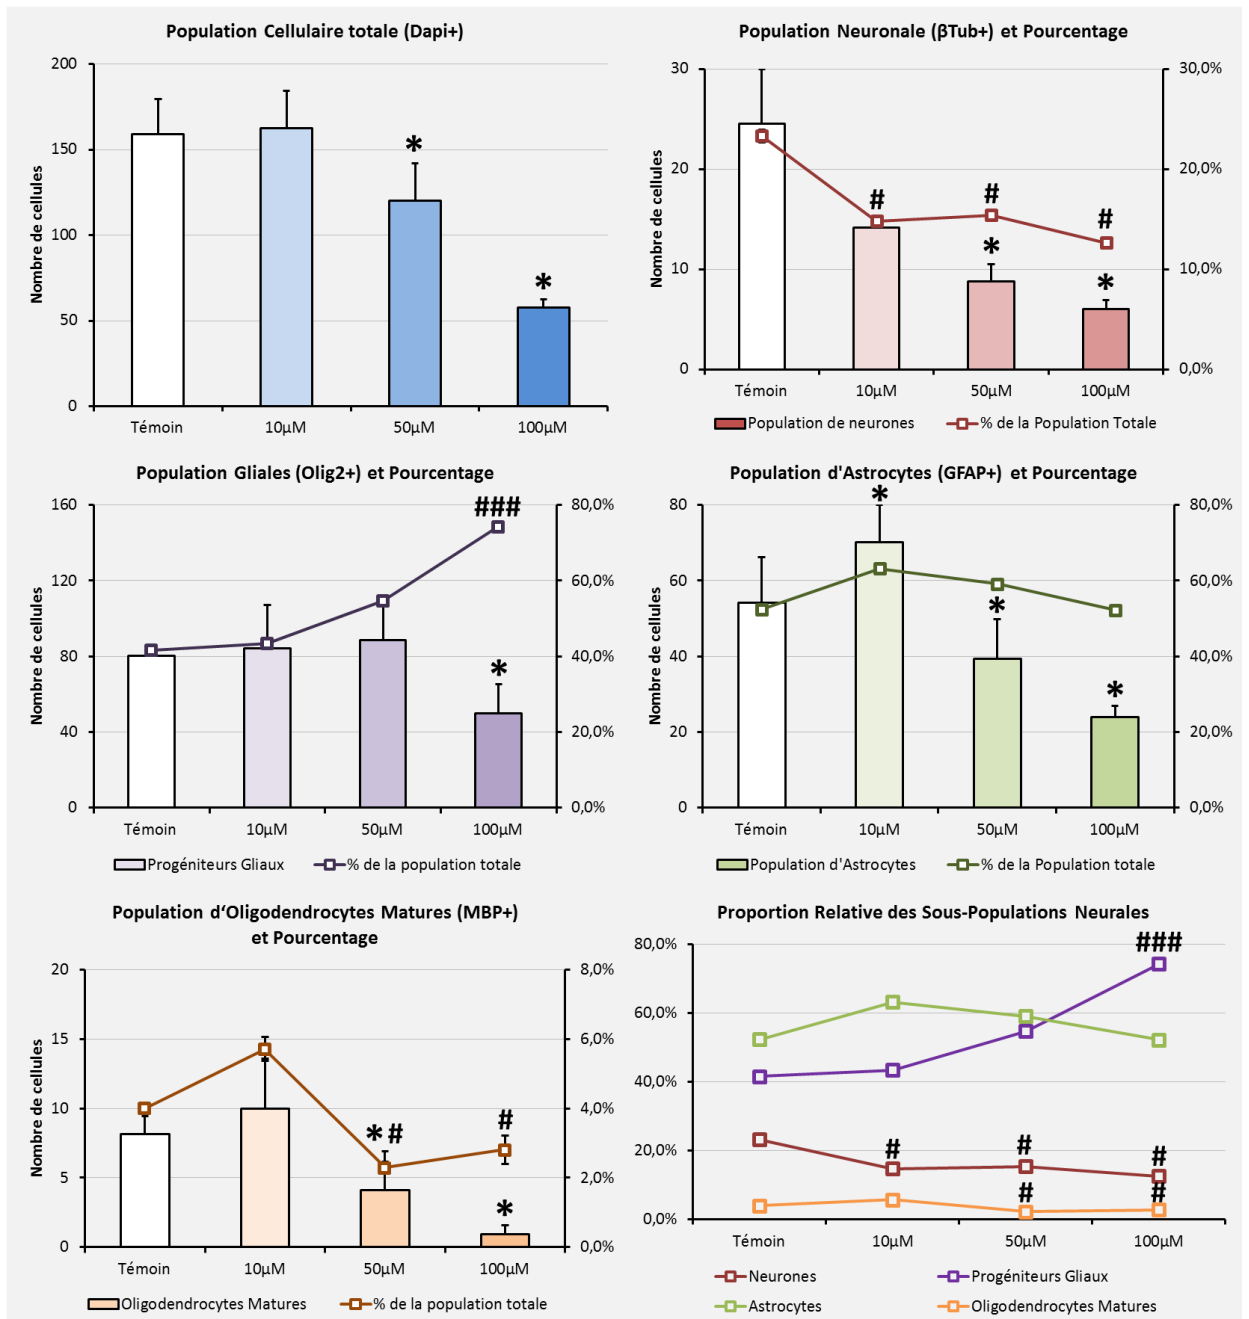 Population Cellulaire totale (Dapi+)
200
150
100
50
0
Nombre de cellules
*
*
Témoin 10µM 50µM 100µM
Population Neuronale (βTub+) et Pourcentage
30
20
10
0
Nombre de cellules
30,0%
20,0%
10,0%
0,0%
# # #
* *
Témoin 10µM 50µM 100µM
Population de neurones % de la Population Totale
Population Gliales (Olig2+) et Pourcentage
160
120
80
40
0
Nombre de cellules
80,0%
60,0%
40,0%
20,0%
0,0%
###
*
Témoin 10µM 50µM 100µM
Progéniteurs Gliaux % de la population totale
Population d'Astrocytes (GFAP+) et Pourcentage
80
60
40
20
0
Nombre de cellules
80,0%
60,0%
40,0%
20,0%
0,0%
*
*
*
Témoin 10µM 50µM 100µM
Population d'Astrocytes % de la Population totale
Population d‘Oligodendrocytes Matures (MBP+)
et Pourcentage
20
15
10
5
0
Nombre de cellules
8,0%
6,0%
4,0%
2,0%
0,0%
*# #
*
Témoin 10µM 50µM 100µM
Oligodendrocytes Matures % de la population totale
Proportion Relative des Sous-Populations Neurales
80,0%
60,0%
40,0%
20,0%
0,0%
###
# # #
# #
Témoin 10µM 50µM 100µM
Neurones Progéniteurs Gliaux
Astrocytes Oligodendrocytes Matures